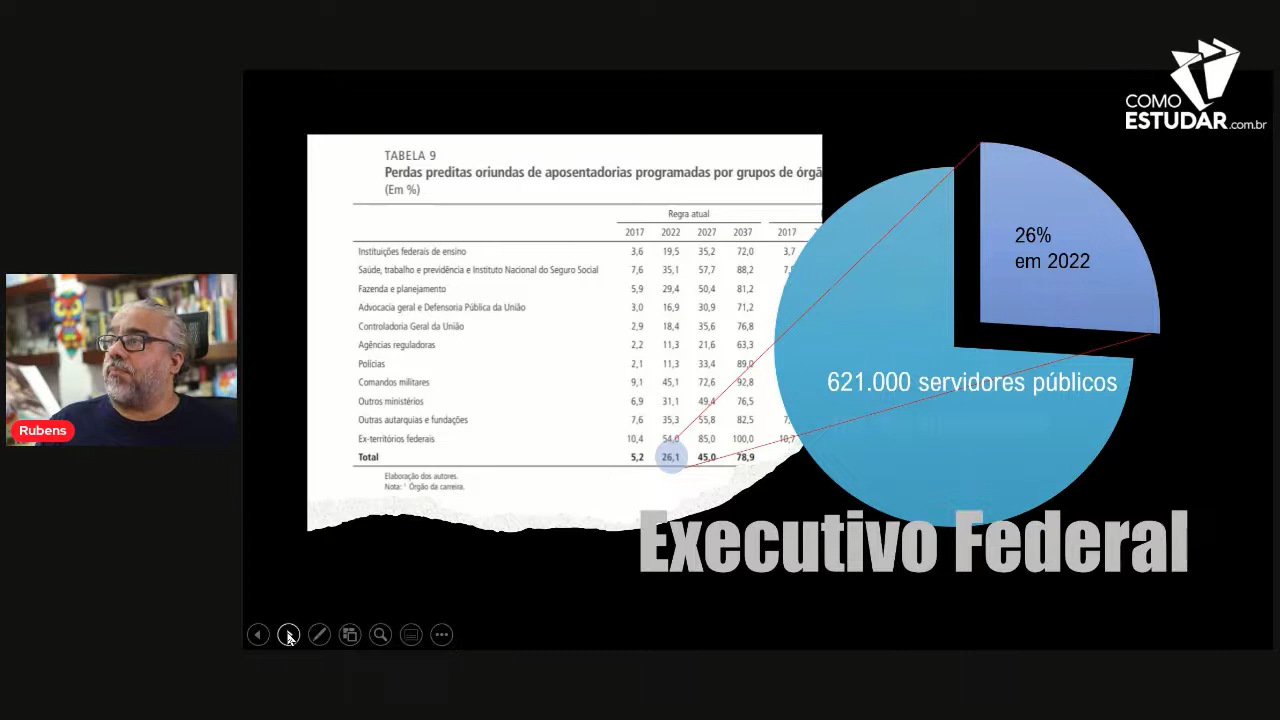 COMO
ESTUDAR.com.br
TABELA 9
Perdas preditas oriundas de aposentadorias programadas por grupos de órgã
(Em %)
Regra atual
2017 2022 2027 2037 2017
Instituições federais de ensino 3,6 19,5 35,2 72,0 3,7
Saúde, trabalho e previdência e Instituto Nacional do Seguro Social 7,6 35,1 57,7 88,2
Fazenda e planejamento 5,9 29,4 50,4 81,2
Advocacia geral e Defensoria Pública da União 3,0 16,9 30,9 71,2
Controladoria Geral da União 2,9 18,4 35,6 76,8
Agências reguladoras 2,2 11,3 21,6 63,3
Polícias 2,1 11,3 33,4 89,0
Comandos militares 9,1 45,1 72,6 92,8
Outros ministérios 6,9 31,1 49,4 76,5
Outras autarquias e fundações 7,6 35,3 55,8 82,5
Ex-territórios federais 10,4 54,0 85,0 100,0 10,7
Total 5,2 26,1 45,0 78,9
Elaboração dos autores.
Nota: ¹ Órgão da carreira.
26%
em 2022
621.000 servidores públicos
Executivo Federal
Rubens